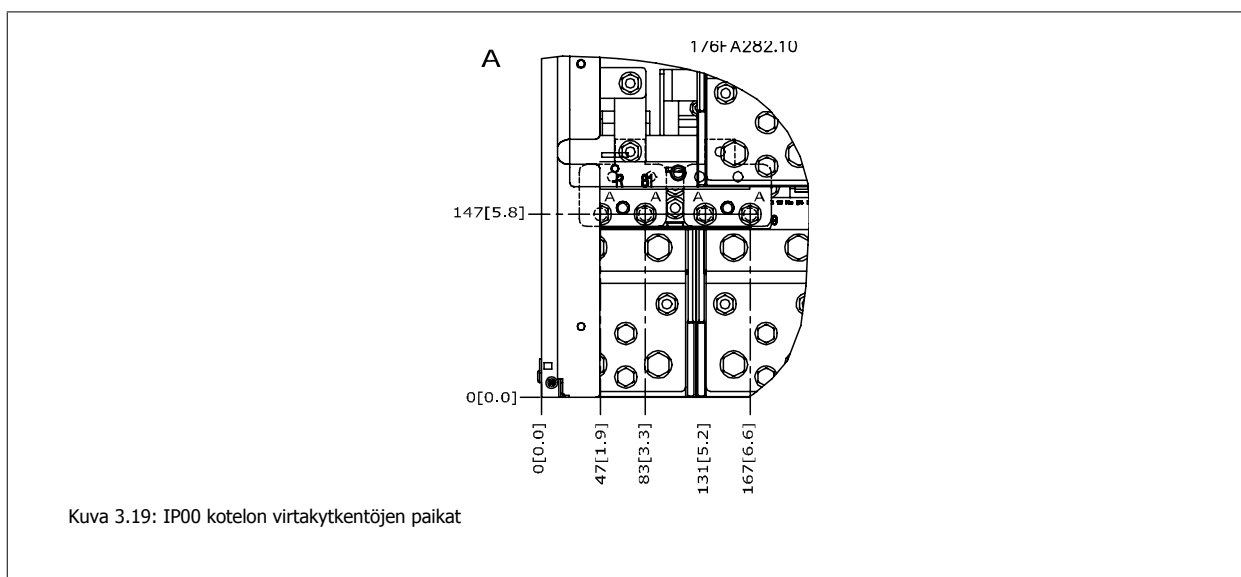 176FA282.10
A
R 81
A A A A
147[5.8]
0[0.0]
0[0.0]
47[1.9]
83[3.3]
131[5.2]
167[6.6]
Kuva 3.19: IP00 kotelon virtakytkentöjen paikat